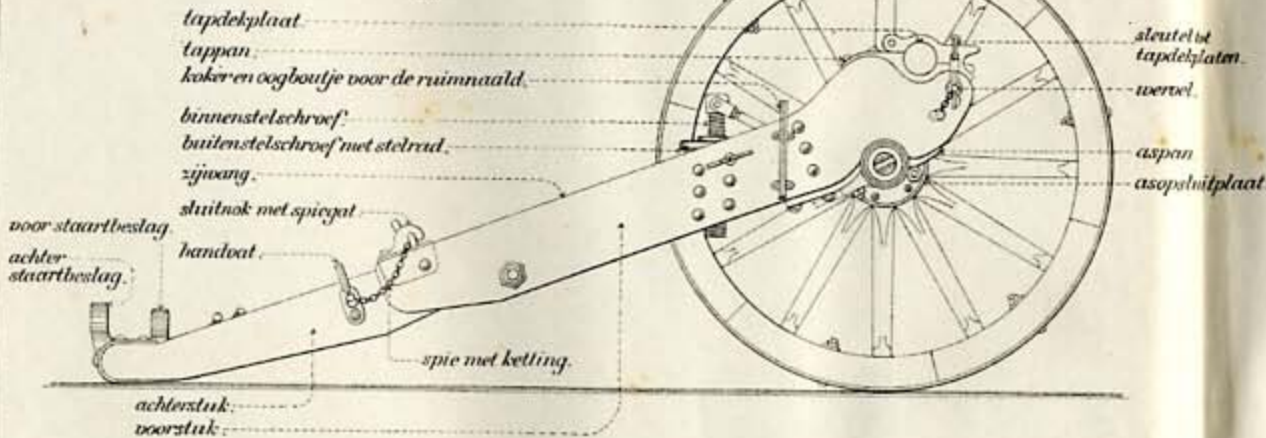 tapdekplaat.
tappan.
koker en oogboutje voor de ruimnaald.
binnenstelschroef.
buitenstelschroef met stelrad.
zijwang.
sluitnok met spiegat
handvat.
voor staartbeslag.
achter
staartbeslag.
spie met ketting.
achterstuk.
voorstuk.
sleutel tot
tapdekplaten.
wervel.
aspan
asopsluitplaat